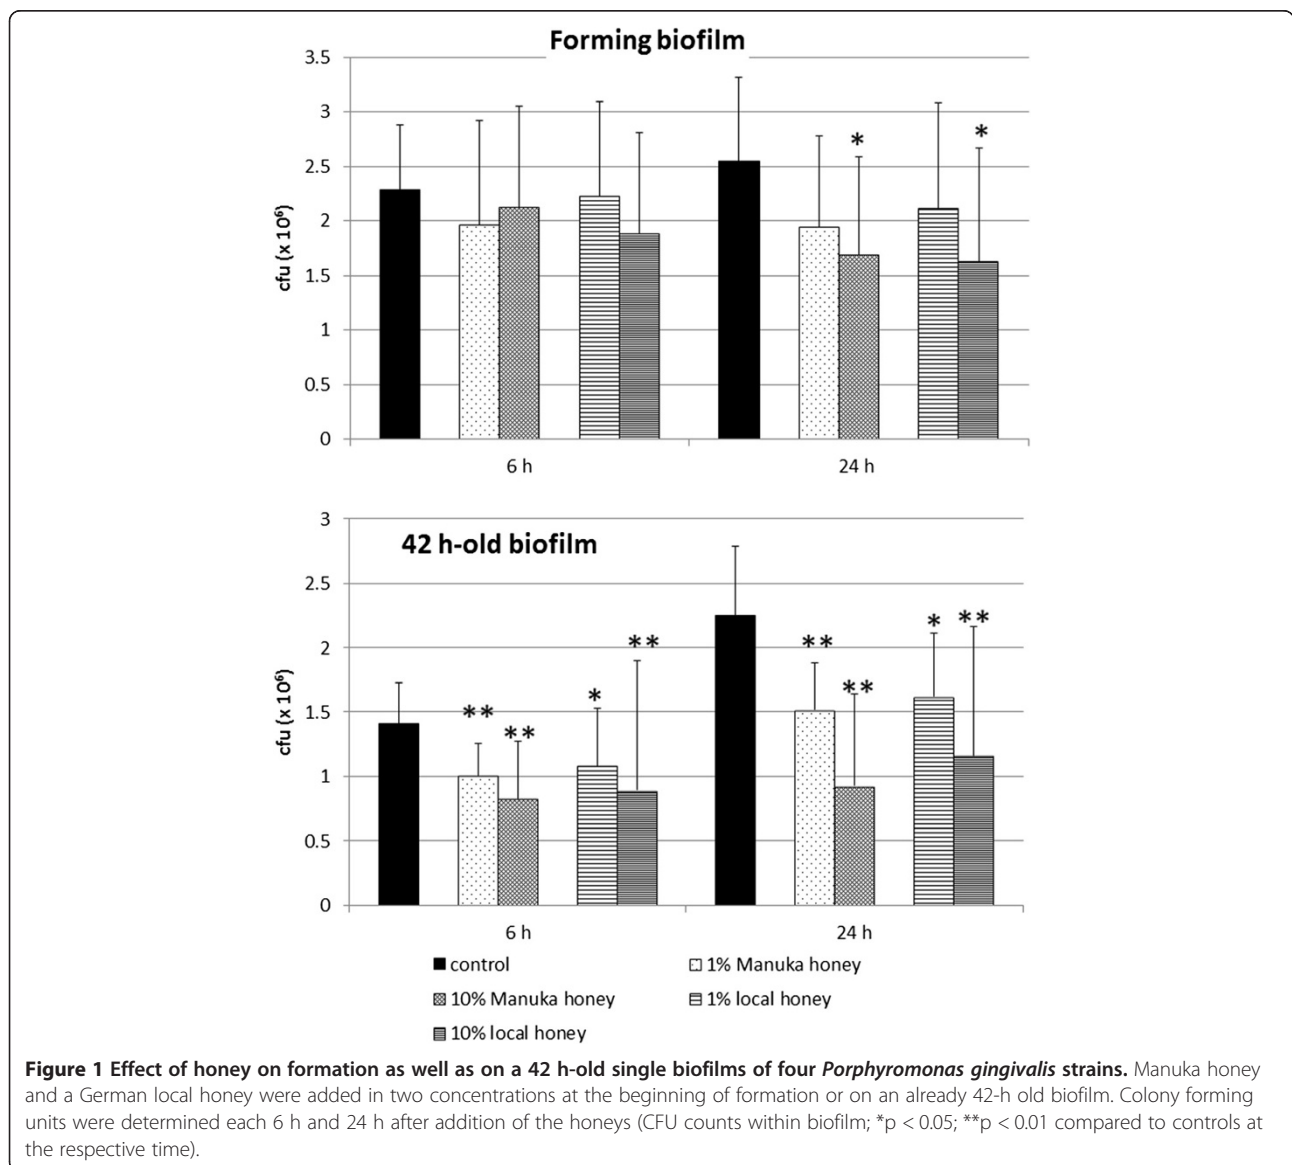 Forming biofilm
3.5
3
2.5
2
1.5
1
0.5
0
cfu (x 10⁶)
* *
6 h 24 h
42 h-old biofilm
3
2.5
2
1.5
1
0.5
0
cfu (x 10⁶)
** ** * ** ** ** * **
6 h 24 h
control 1% Manuka honey
10% Manuka honey 1% local honey
10% local honey
Figure 1 Effect of honey on formation as well as on a 42 h-old single biofilms of four Porphyromonas gingivalis strains. Manuka honey
and a German local honey were added in two concentrations at the beginning of formation or on an already 42-h old biofilm. Colony forming
units were determined each 6 h and 24 h after addition of the honeys (CFU counts within biofilm; *p < 0.05; **p < 0.01 compared to controls at
the respective time).